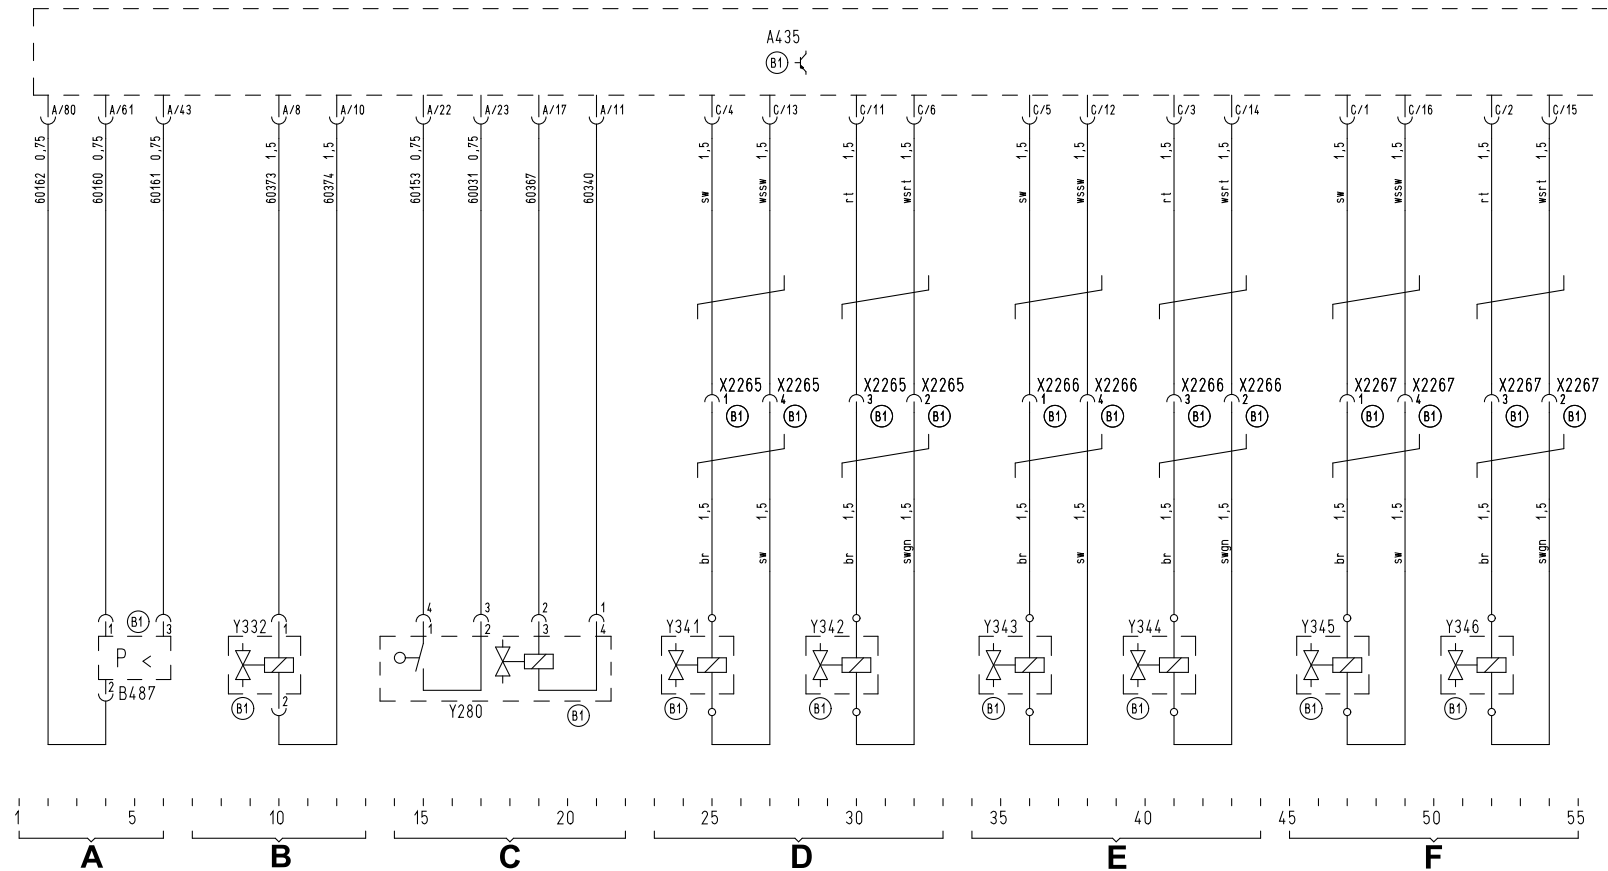 A435
B1
A/80 A/61 A/43 A/8 A/10 A/22 A/23 A/17 A/11 C/4 C/13 C/11 C/6 C/5 C/12 C/3 C/14 C/1 C/16 C/2 C/15
60162 0,75
60160 0,75
60161 0,75
60373 1,5
60374 1,5
60153 0,75
60031 0,75
60367
60340
sw 1,5
wssw 1,5
rt 1,5
wsrt 1,5
sw 1,5
wssw 1,5
rt 1,5
wsrt 1,5
sw 1,5
wssw 1,5
rt 1,5
wsrt 1,5
X2265 X2265 X2265 X2265 X2266 X2266 X2266 X2266 X2267 X2267 X2267 X2267
1 4 3 2 1 4 3 2 1 4 3 2
B1 B1 B1 B1 B1 B1 B1 B1 B1 B1 B1 B1
br 1,5
sw 1,5
br 1,5
swgn 1,5
br 1,5
sw 1,5
br 1,5
swgn 1,5
br 1,5
sw 1,5
br 1,5
swgn 1,5
4 3 2 1
B1
1 3 Y332 1 1 2 3 4 Y341 Y342 Y343 Y344 Y345 Y346
P <
2 B487 2
B1 Y280 B1 B1 B1 B1 B1 B1 B1
1 5 10 15 20 25 30 35 40 45 50 55
A B C D E F